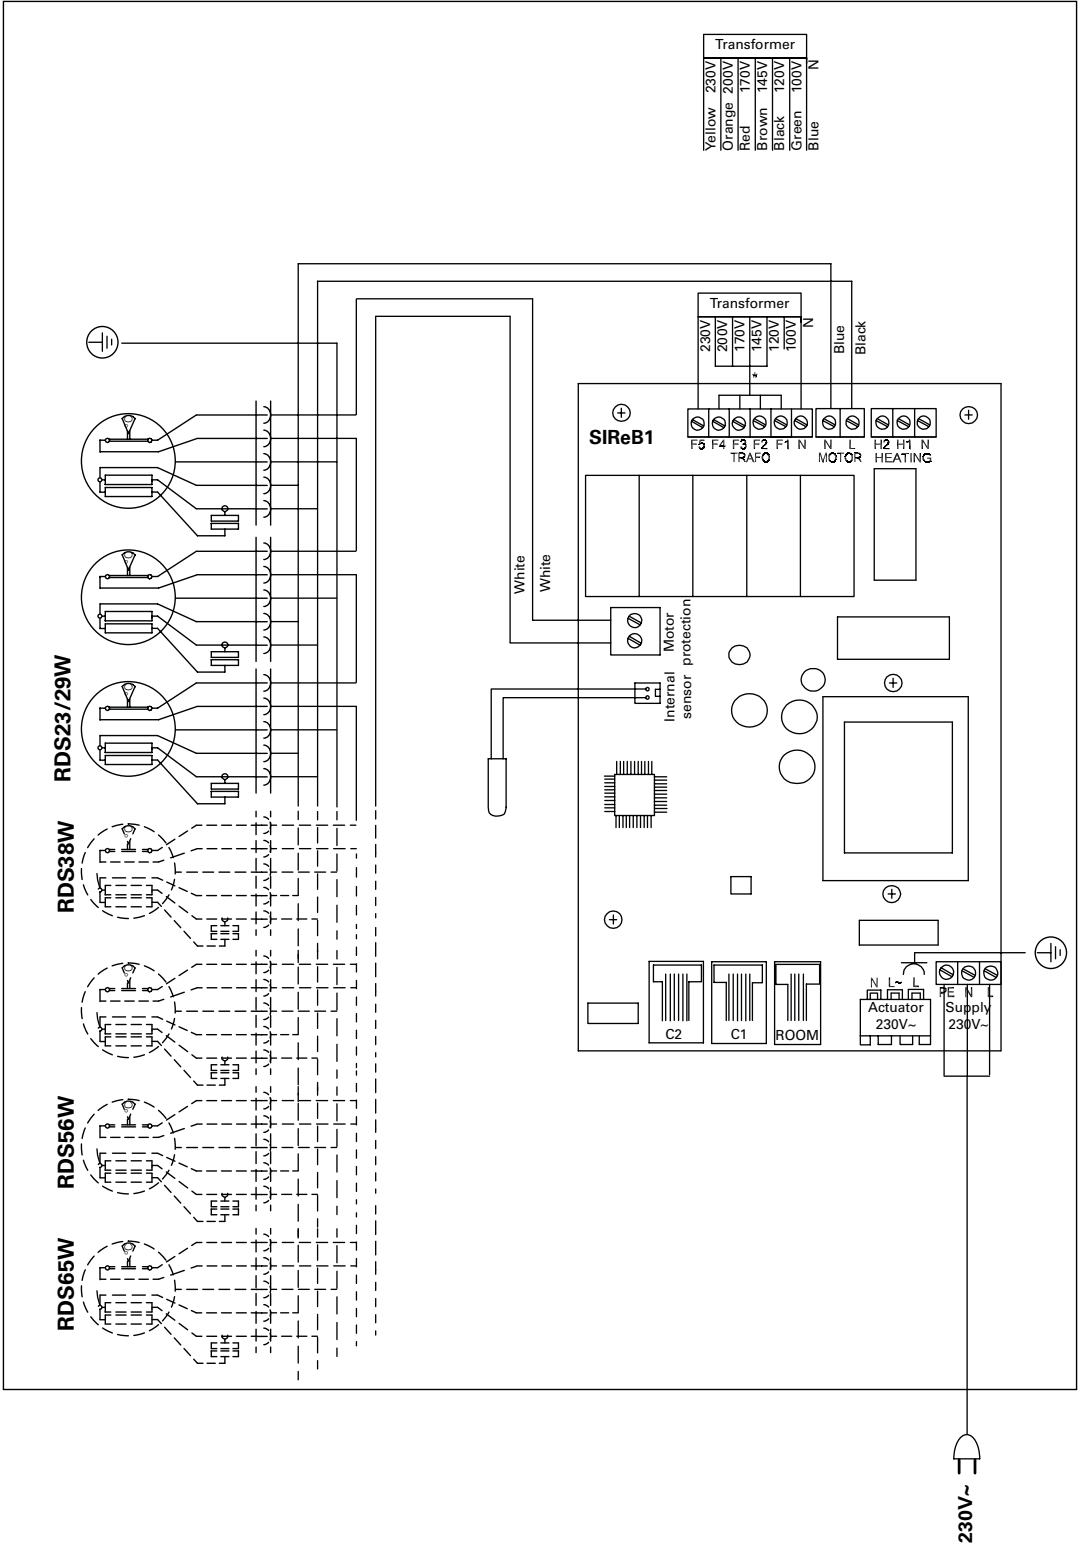 Transformer
Yellow 230V
Orange 200V
Red 170V
Brown 145V
Black 120V
Green 100V
Blue N
Transformer
230V
200V
170V
145V
120V
100V
N
*
Blue
Black
SIReB1
F5 F4 F3 F2 F1 N
TRAFO
N L
MOTOR
H2 H1 N
HEATING
White
White
Motor
protection
Internal
sensor
RDS23/29W
RDS38W
RDS56W
RDS65W
C2
C1
ROOM
N L~ L
Actuator
230V~
PE N L
Supply
230V~
230V~